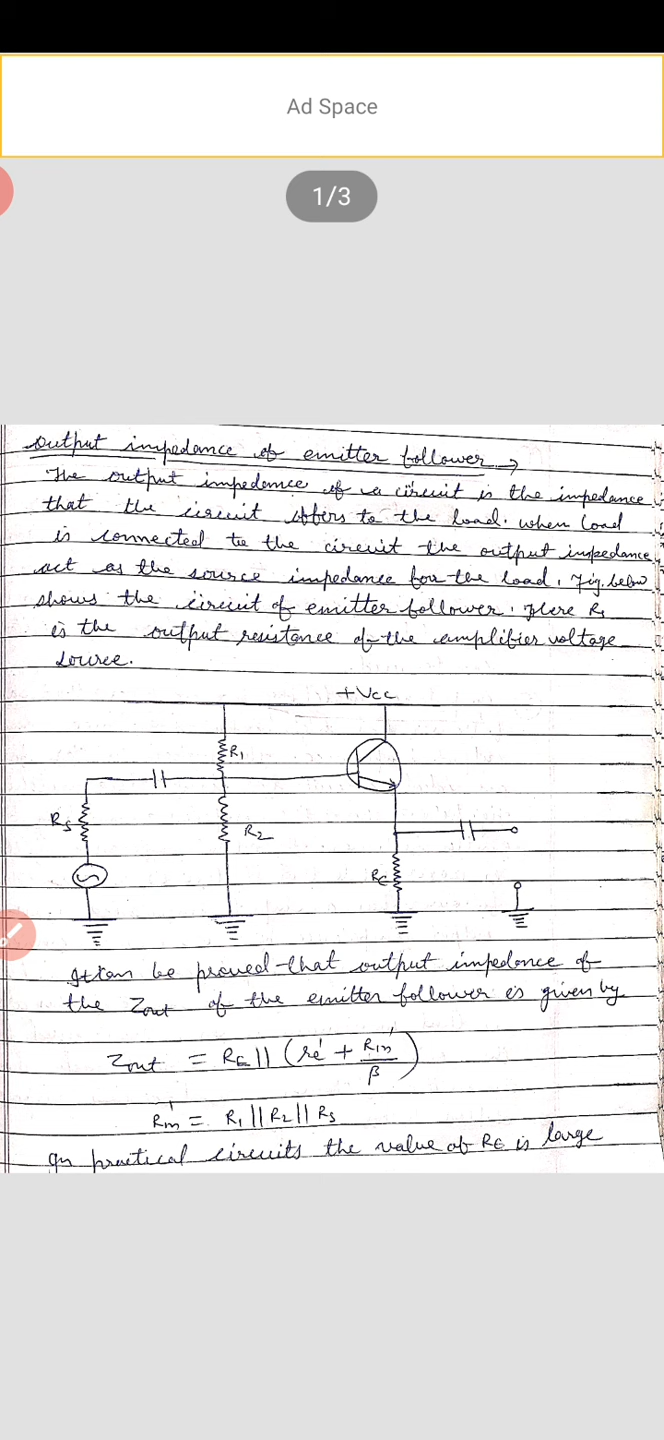 Ad Space
1/3
output impedance of emitter follower →
The output impedance of a circuit is the impedance
that the circuit offers to the load. when load
is connected to the circuit the output impedance
act as the source impedance for the load. Fig. below
shows the circuit of emitter follower. Here Rs
is the output resistance of the amplifier voltage
source.
+Vcc
R1
Rs
R2
RE
It can be proved that output impedance of
the Zout of the emitter follower is given by
Zout = RE || (re' + Rin'/β)
Rin' = R1 || R2 || Rs
In practical circuits the value of RE is large